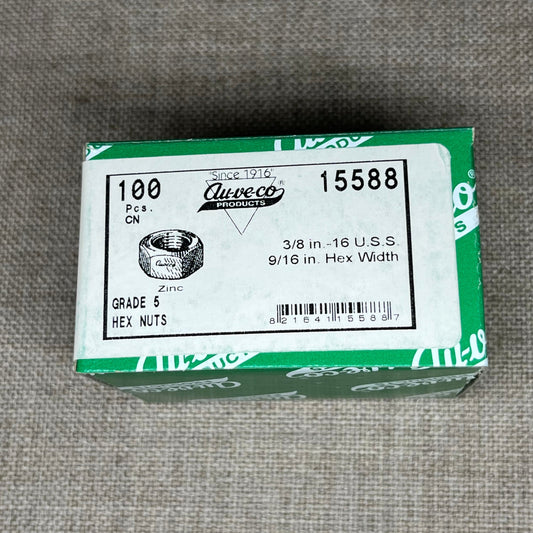 100
Pcs.
CN
"Since 1916"
au-ve-co®
PRODUCTS
15588
3/8 in.-16 U.S.S.
9/16 in. Hex Width
Zinc
GRADE 5
HEX NUTS
8 21641 15588 7